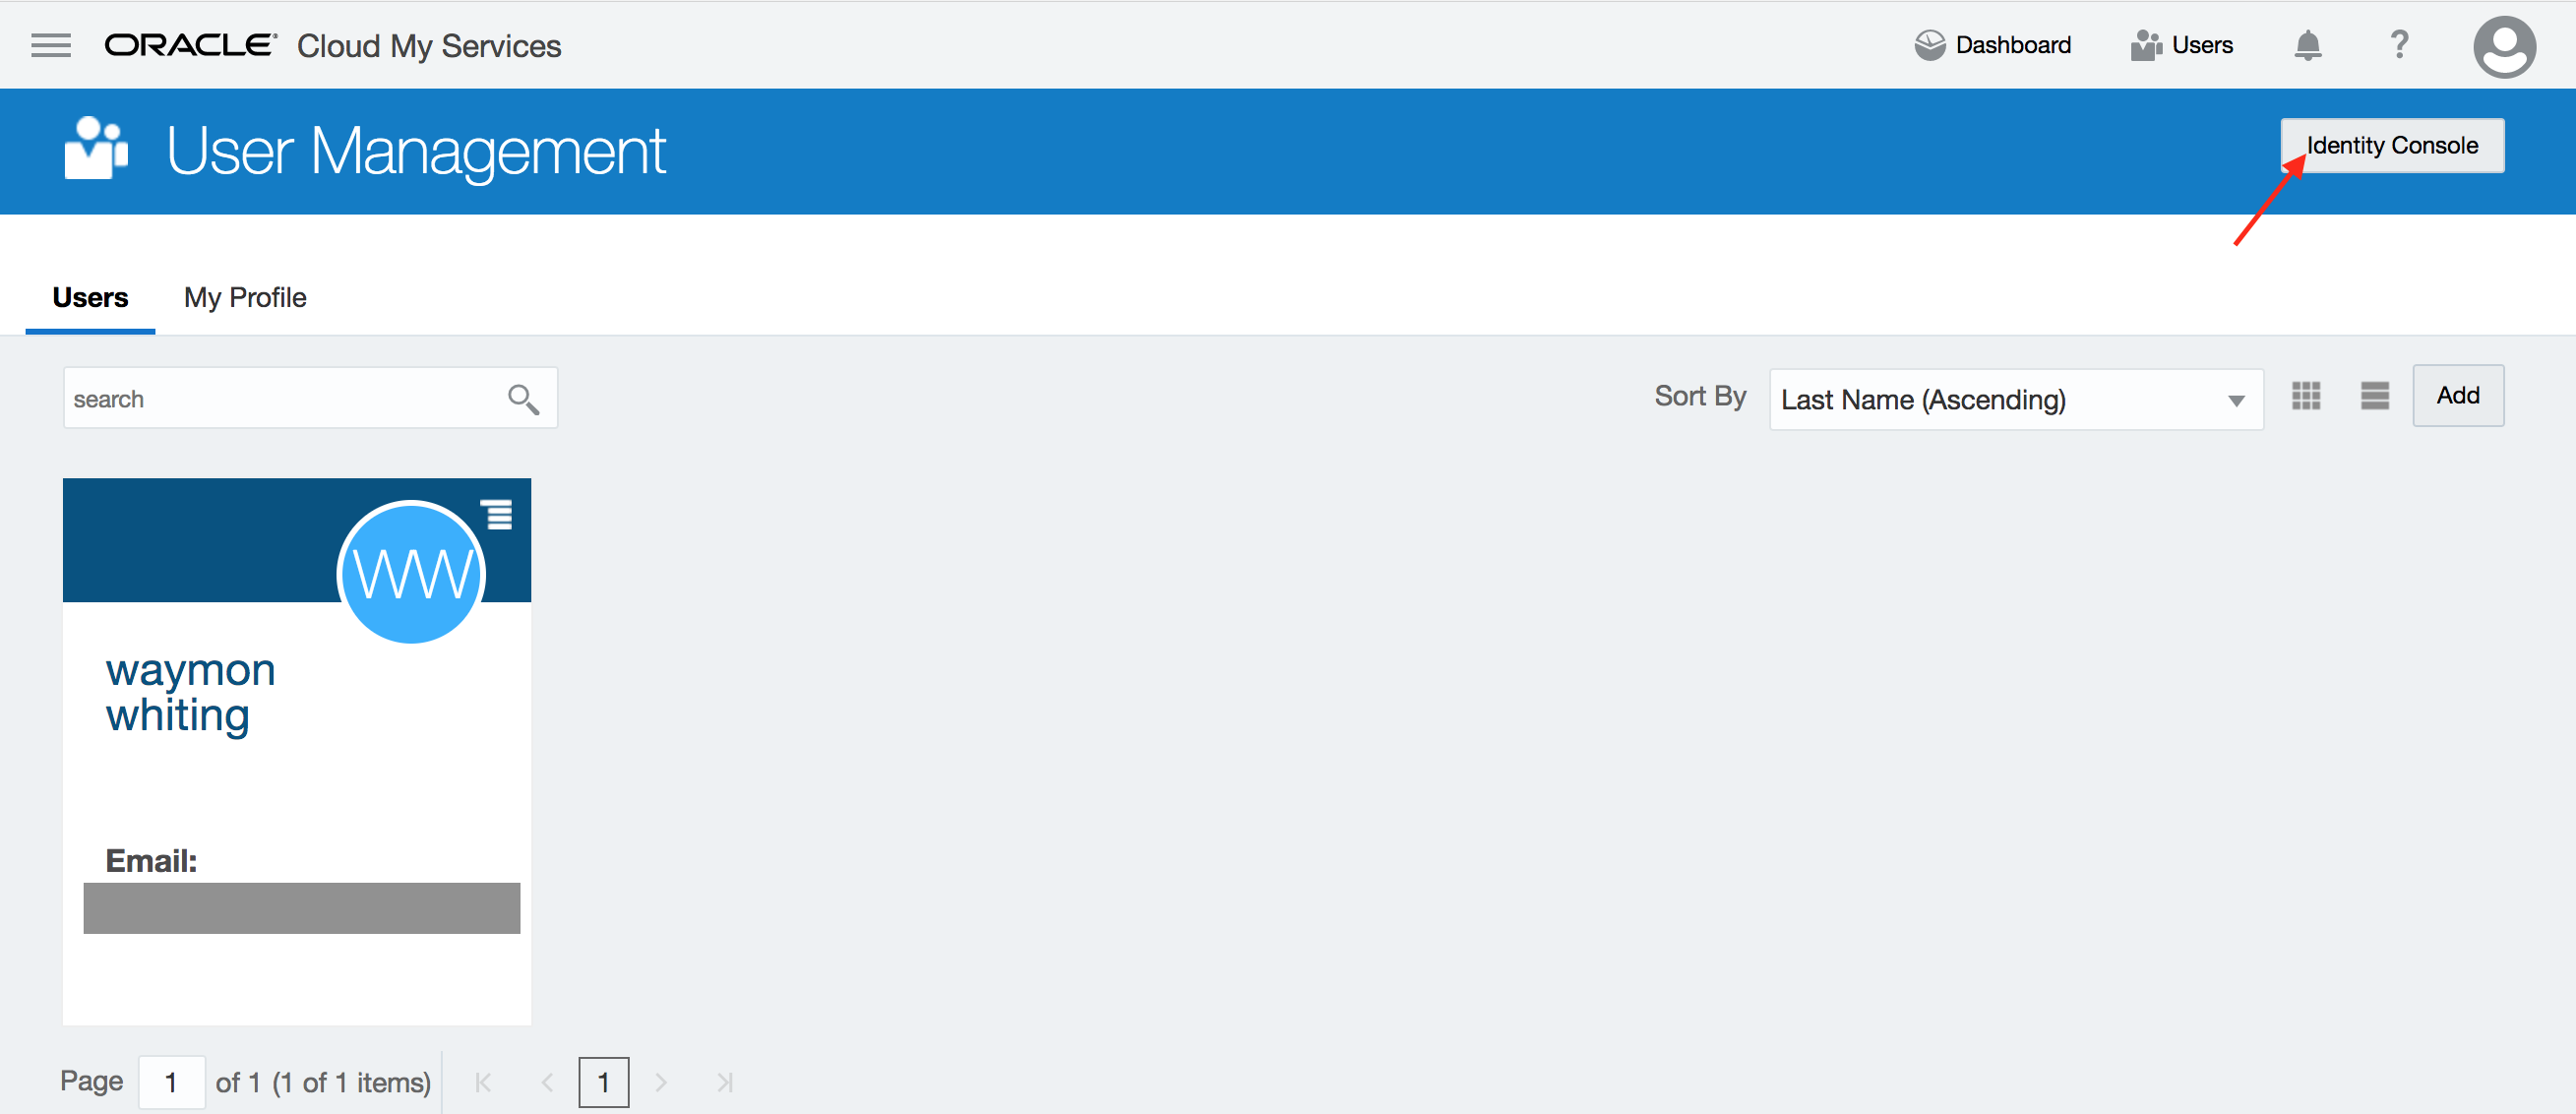 ORACLE® Cloud My Services Dashboard Users ?
User Management Identity Console
Users My Profile
search Sort By Last Name (Ascending) Add
WW
waymon
whiting
Email:
Page 1 of 1 (1 of 1 items) 1